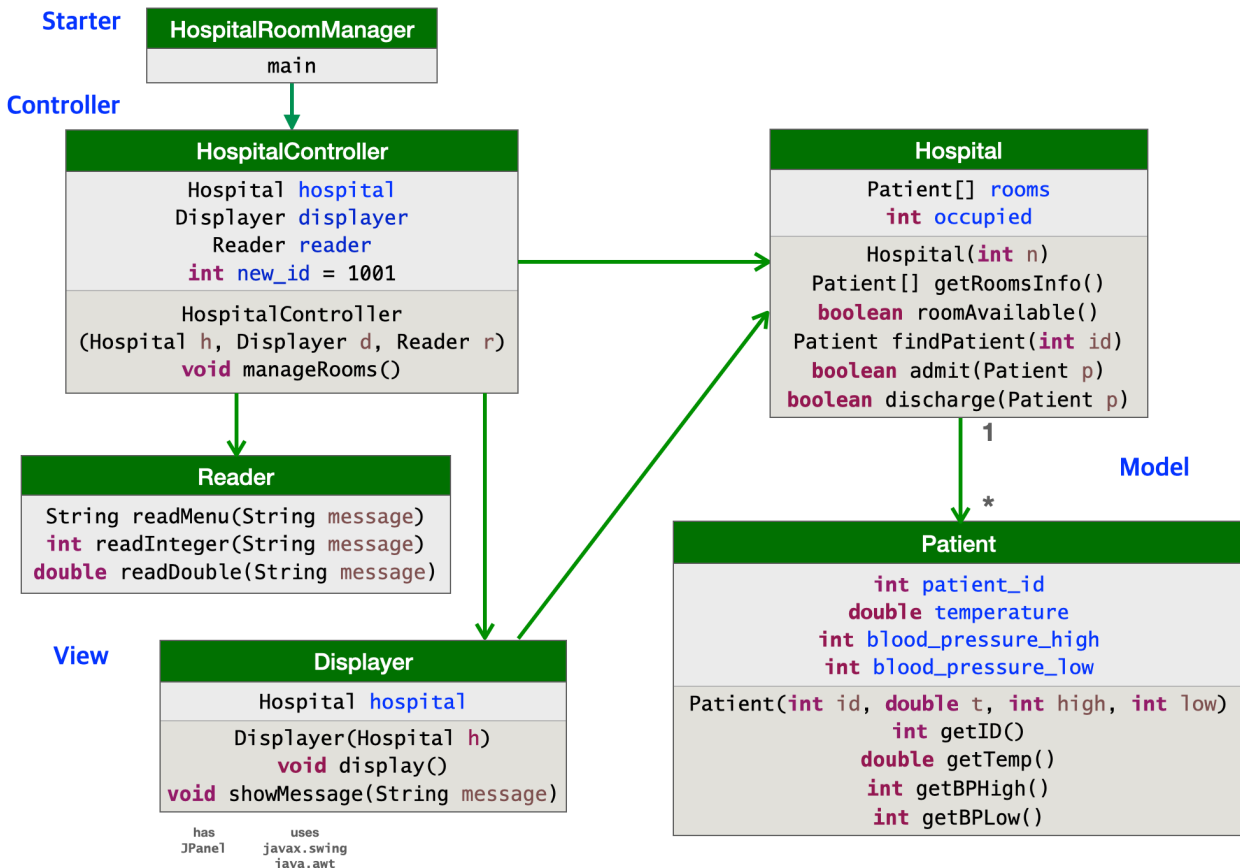 Starter
HospitalRoomManager
main
Controller
HospitalController
Hospital hospital
Displayer displayer
Reader reader
int new_id = 1001
HospitalController
(Hospital h, Displayer d, Reader r)
void manageRooms()
Hospital
Patient[] rooms
int occupied
Hospital(int n)
Patient[] getRoomsInfo()
boolean roomAvailable()
Patient findPatient(int id)
boolean admit(Patient p)
boolean discharge(Patient p)
1
*
Model
Reader
String readMenu(String message)
int readInteger(String message)
double readDouble(String message)
View
Displayer
Hospital hospital
Displayer(Hospital h)
void display()
void showMessage(String message)
has
JPanel
uses
javax.swing
java.awt
Patient
int patient_id
double temperature
int blood_pressure_high
int blood_pressure_low
Patient(int id, double t, int high, int low)
int getID()
double getTemp()
int getBPHigh()
int getBPLow()